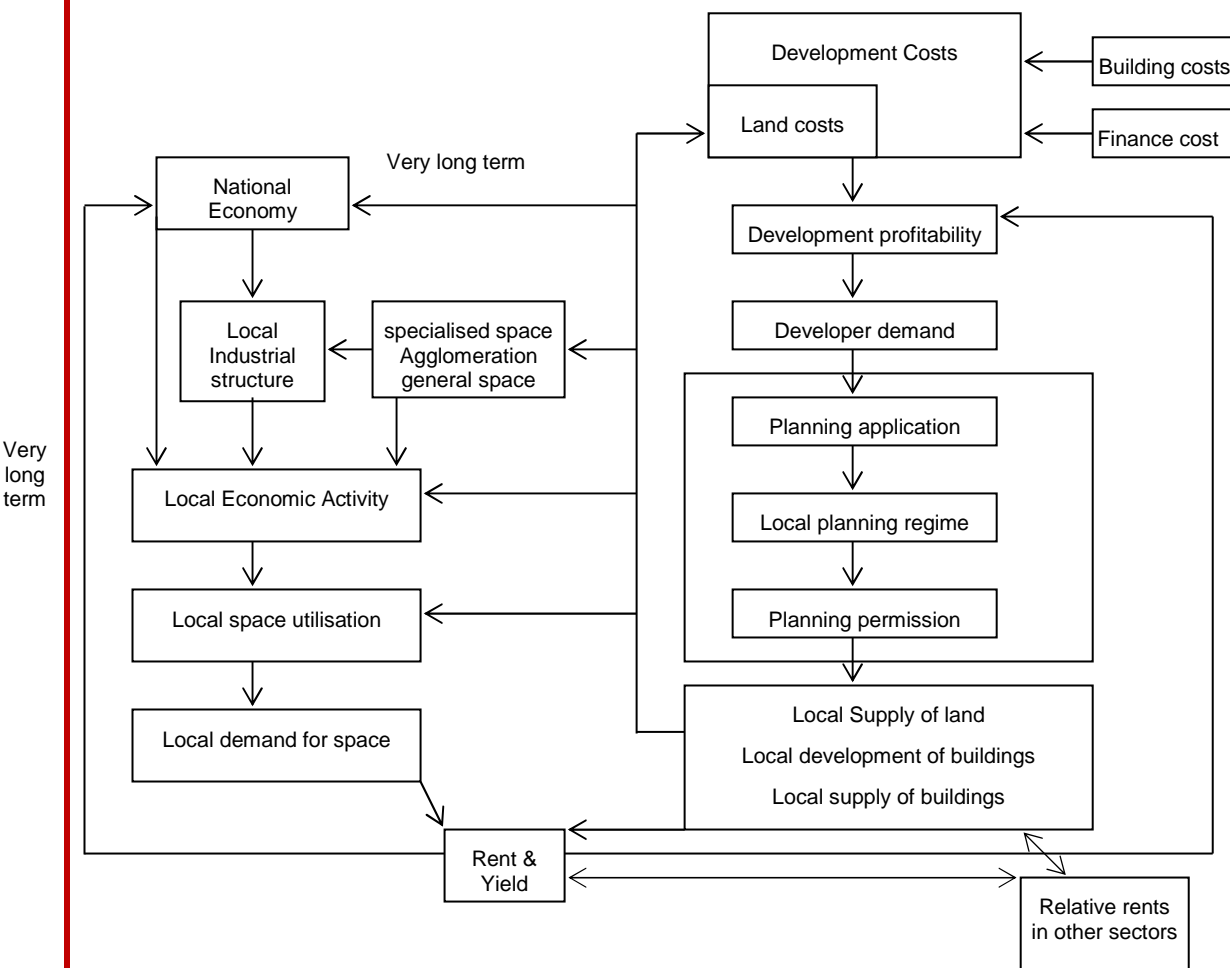 Development Costs
Building costs
Land costs
Finance cost
Very long term
National
Economy
Development profitability
Local
Industrial
structure
specialised space
Agglomeration
general space
Developer demand
Planning application
Very
long
term
Local Economic Activity
Local planning regime
Local space utilisation
Planning permission
Local demand for space
Local Supply of land
Local development of buildings
Local supply of buildings
Rent &
Yield
Relative rents
in other sectors